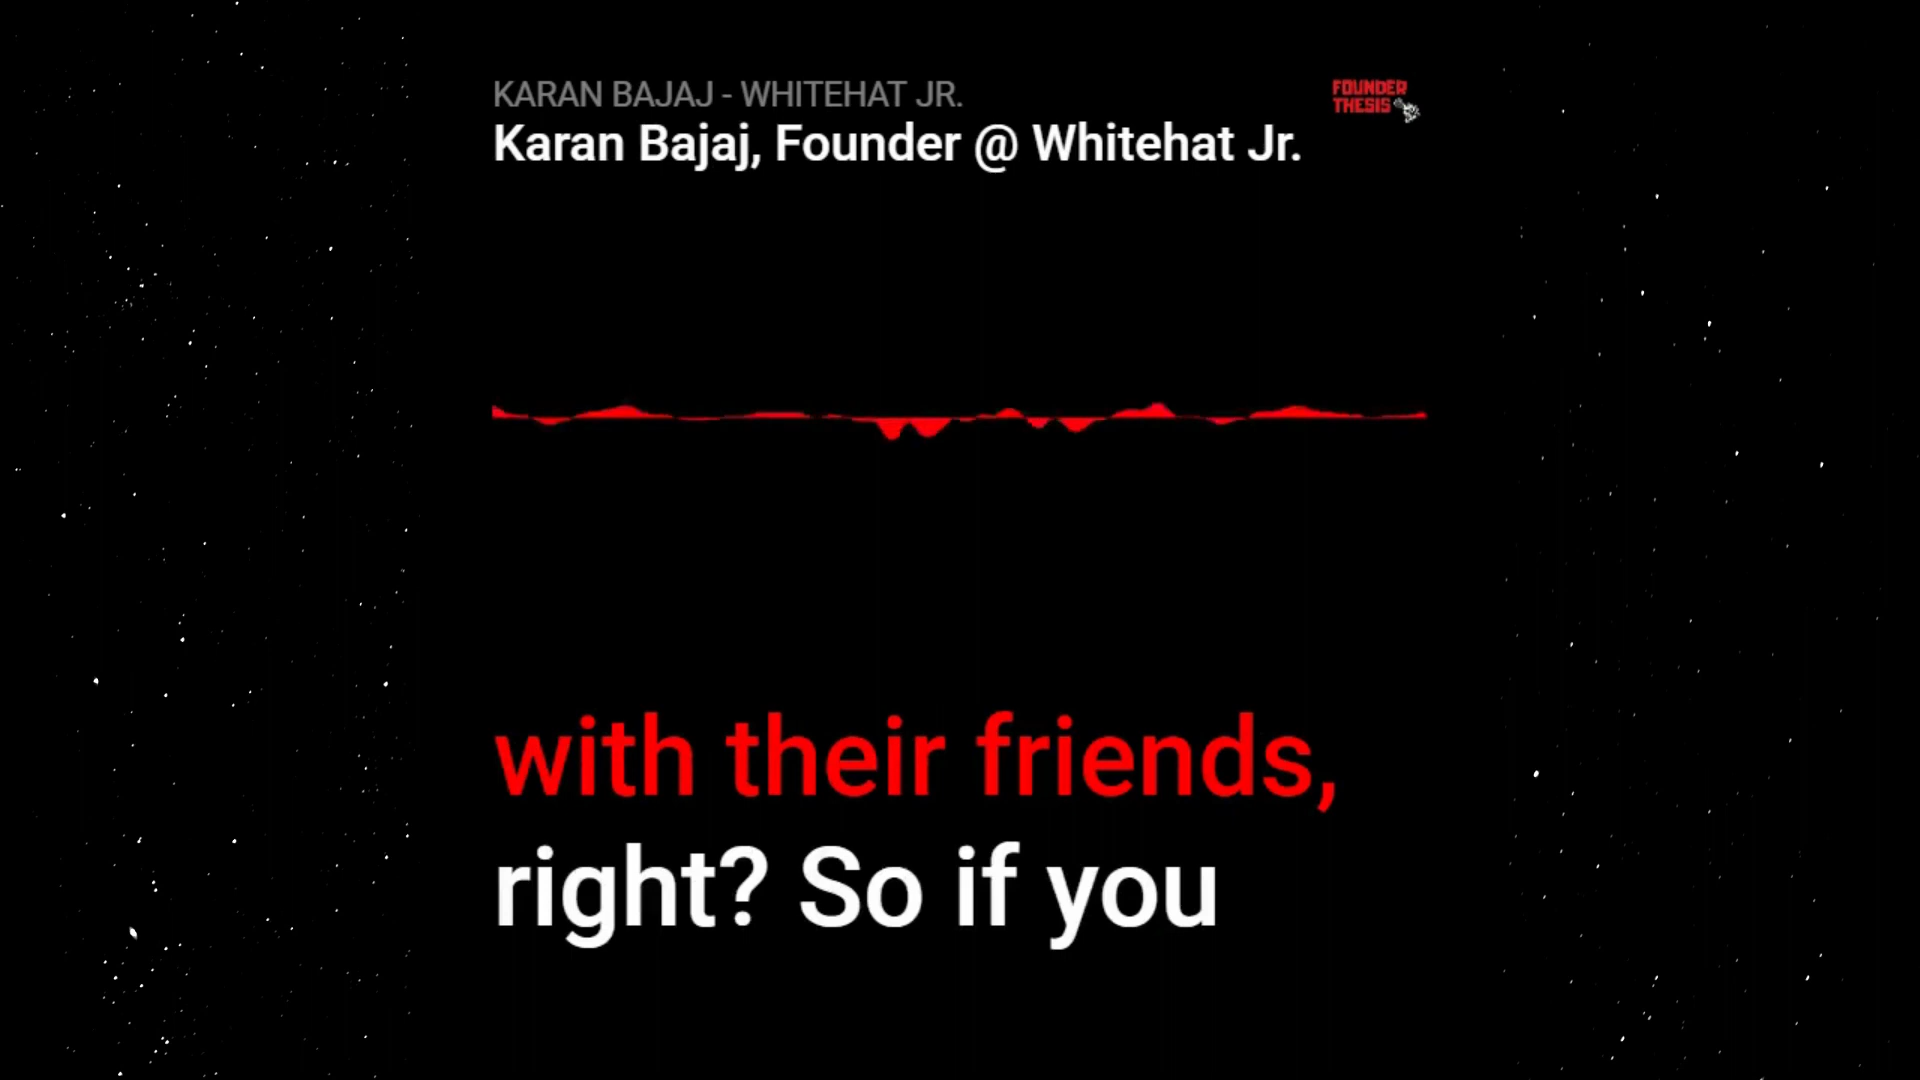 KARAN BAJAJ - WHITEHAT JR.
Karan Bajaj, Founder @ Whitehat Jr.
FOUNDER
THESIS
with their friends,
right? So if you